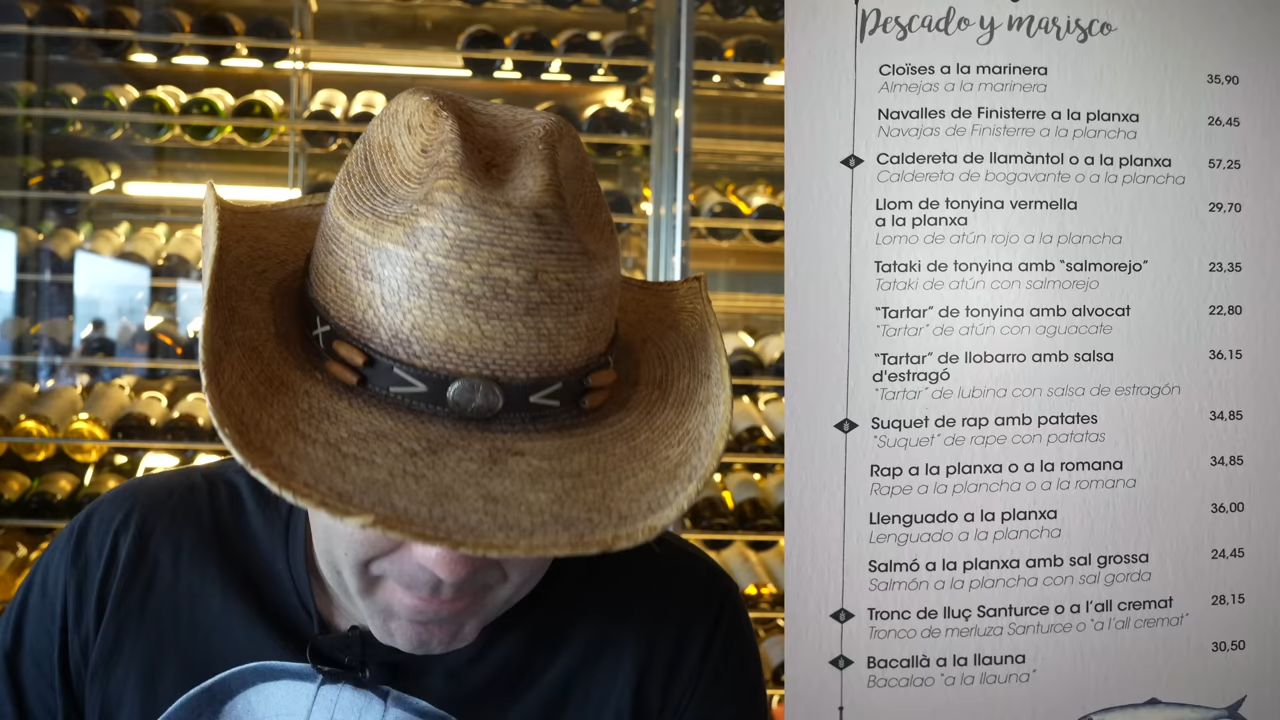 Pescado y marisco
Cloïses a la marinera
Almejas a la marinera
35,90
Navalles de Finisterre a la planxa
Navajas de Finisterre a la plancha
26,45
Caldereta de llamàntol o a la planxa
Caldereta de bogavante o a la plancha
57,25
Llom de tonyina vermella
a la planxa
Lomo de atún rojo a la plancha
29,70
Tataki de tonyina amb “salmorejo”
Tataki de atún con salmorejo
23,35
“Tartar” de tonyina amb alvocat
“Tartar” de atún con aguacate
22,80
“Tartar” de llobarro amb salsa
d'estragó
“Tartar” de lubina con salsa de estragón
36,15
Suquet de rap amb patates
“Suquet” de rape con patatas
34,85
Rap a la planxa o a la romana
Rape a la plancha o a la romana
34,85
Llenguado a la planxa
Lenguado a la plancha
36,00
Salmó a la planxa amb sal grossa
Salmón a la plancha con sal gorda
24,45
Tronc de lluç Santurce o a l’all cremat
Tronco de merluza Santurce o “a l’all cremat”
28,15
Bacallà a la llauna
Bacalao “a la llauna”
30,50